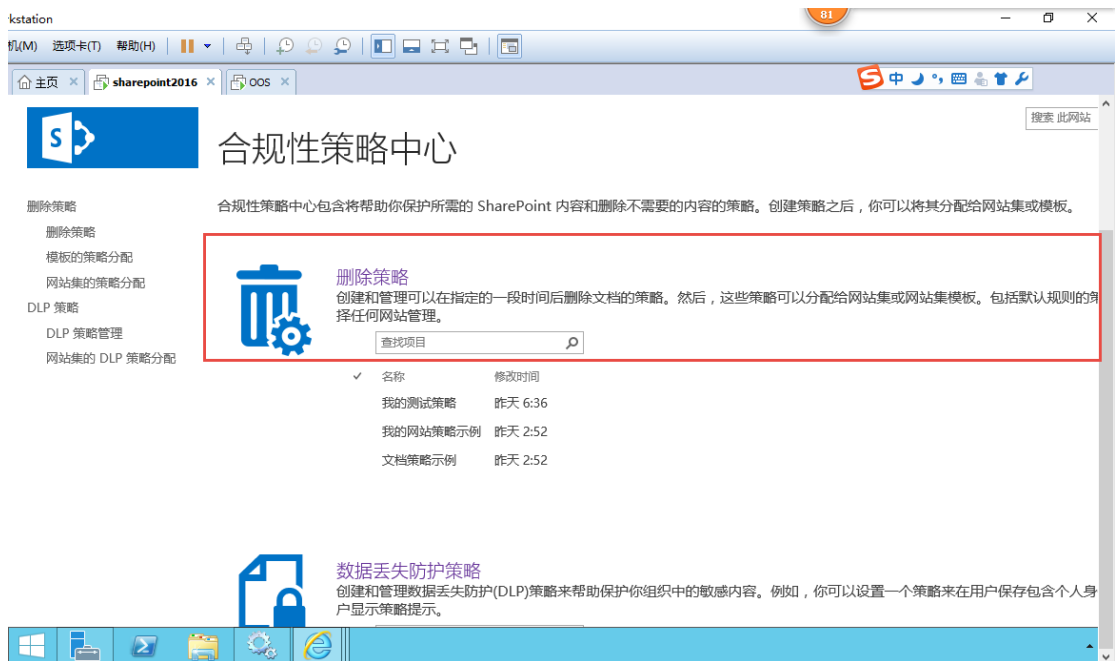 kstation
81
机(M) 选项卡(T) 帮助(H)
主页 sharepoint2016 OOS
中
S
搜索 此网站
合规性策略中心
删除策略
删除策略
模板的策略分配
网站集的策略分配
DLP 策略
DLP 策略管理
网站集的 DLP 策略分配
合规性策略中心包含将帮助你保护所需的 SharePoint 内容和删除不需要的内容的策略。创建策略之后，你可以将其分配给网站集或模板。
删除策略
创建和管理可以在指定的一段时间后删除文档的策略。然后，这些策略可以分配给网站集或网站集模板。包括默认规则的策
择任何网站管理。
查找项目
名称 修改时间
我的测试策略 昨天 6:36
我的网站策略示例 昨天 2:52
文档策略示例 昨天 2:52
数据丢失防护策略
创建和管理数据丢失防护(DLP)策略来帮助保护你组织中的敏感内容。例如，你可以设置一个策略来在用户保存包含个人身
户显示策略提示。